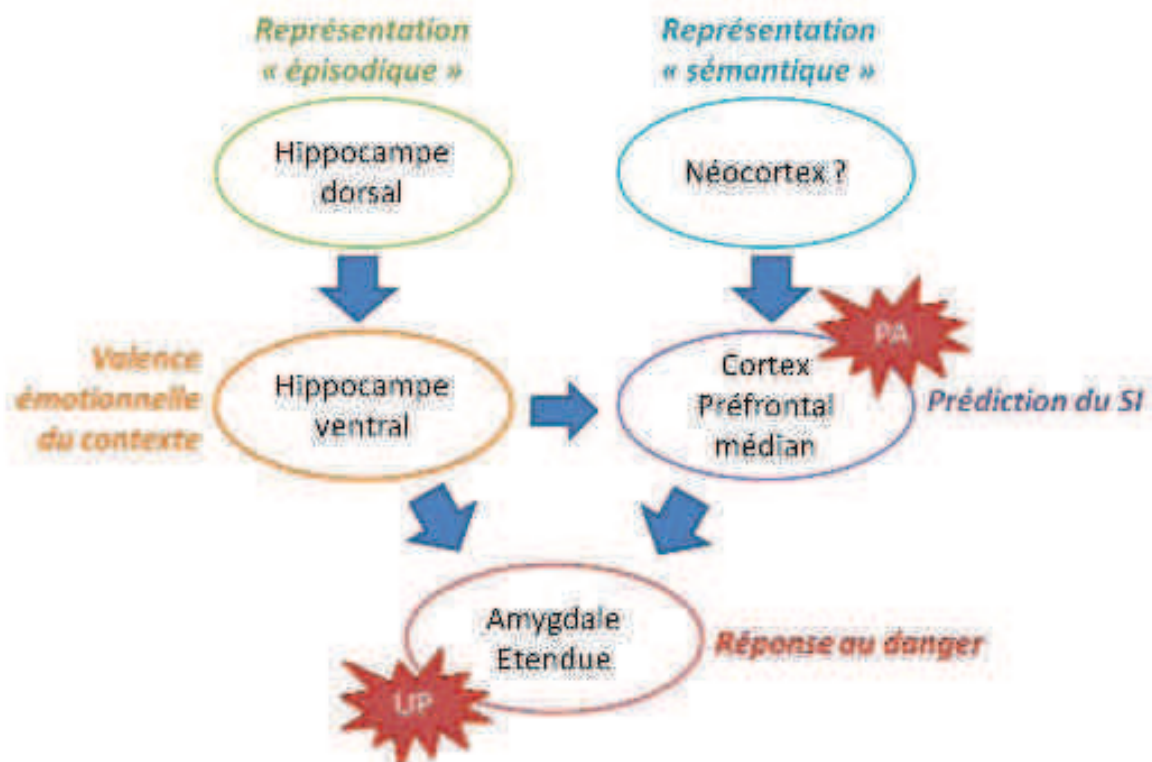 Représentation
« épisodique »
Représentation
« sémantique »
Hippocampe
dorsal
Néocortex ?
PA
Valence
émotionnelle
du contexte
Hippocampe
ventral
Cortex
Préfrontal
médian
Prédiction du SI
Amygdale
Etendue
Réponse au danger
UP